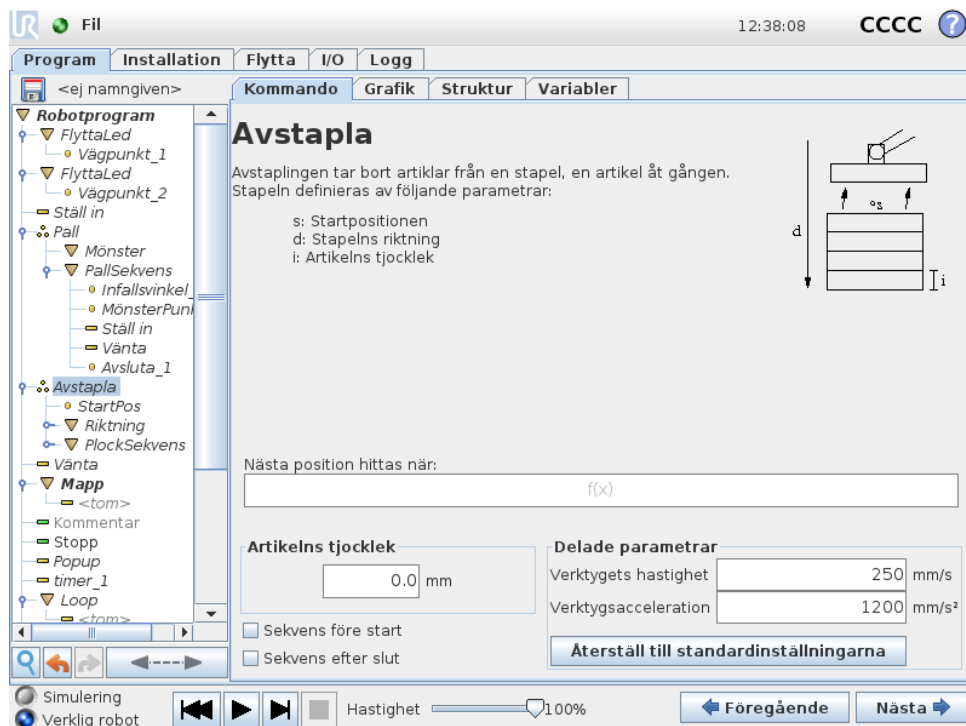 UR Fil 12:38:08 CCCC ?
Program Installation Flytta I/O Logg
<ej namngiven>
Kommando Grafik Struktur Variabler
Robotprogram
FlyttaLed
Vägpunkt_1
FlyttaLed
Vägpunkt_2
Ställ in
Pall
Mönster
PallSekvens
Infallsvinkel_
MönsterPun
Ställ in
Vänta
Avsluta_1
Avstapla
StartPos
Riktning
PlockSekvens
Vänta
Mapp
<tom>
Kommentar
Stopp
Popup
timer_1
Loop
<tom>
Avstapla
Avstaplingen tar bort artiklar från en stapel, en artikel åt gången.
Stapeln definieras av följande parametrar:
s: Startpositionen
d: Stapelns riktning
i: Artikelns tjocklek
d
s
i
Nästa position hittas när:
f(x)
Artikelns tjocklek
0.0 mm
Sekvens före start
Sekvens efter slut
Delade parametrar
Verktygets hastighet 250 mm/s
Verktygsacceleration 1200 mm/s²
Återställ till standardinställningarna
Simulering
Verklig robot
Hastighet 100%
Föregående
Nästa